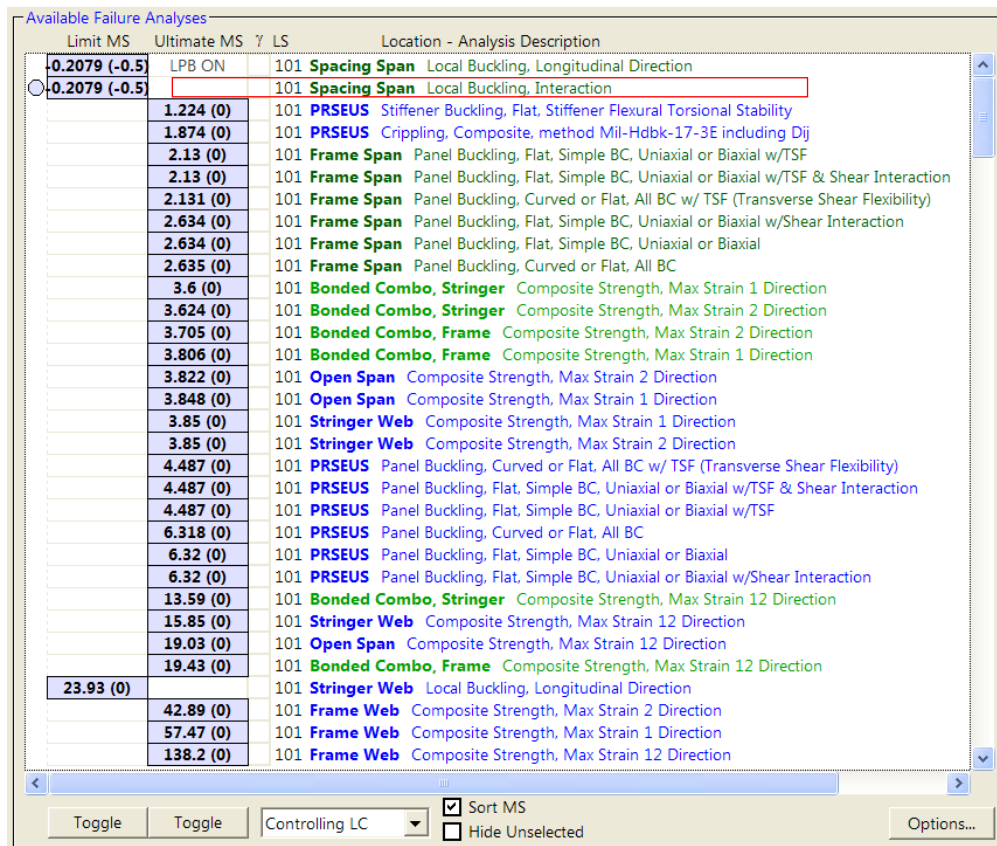 Available Failure Analyses
Limit MS Ultimate MS γ LS Location - Analysis Description
-0.2079 (-0.5) LPB ON 101 Spacing Span Local Buckling, Longitudinal Direction
-0.2079 (-0.5) 101 Spacing Span Local Buckling, Interaction
1.224 (0) 101 PRSEUS Stiffener Buckling, Flat, Stiffener Flexural Torsional Stability
1.874 (0) 101 PRSEUS Crippling, Composite, method Mil-Hdbk-17-3E including Dij
2.13 (0) 101 Frame Span Panel Buckling, Flat, Simple BC, Uniaxial or Biaxial w/TSF
2.13 (0) 101 Frame Span Panel Buckling, Flat, Simple BC, Uniaxial or Biaxial w/TSF & Shear Interaction
2.131 (0) 101 Frame Span Panel Buckling, Curved or Flat, All BC w/ TSF (Transverse Shear Flexibility)
2.634 (0) 101 Frame Span Panel Buckling, Flat, Simple BC, Uniaxial or Biaxial w/Shear Interaction
2.634 (0) 101 Frame Span Panel Buckling, Flat, Simple BC, Uniaxial or Biaxial
2.635 (0) 101 Frame Span Panel Buckling, Curved or Flat, All BC
3.6 (0) 101 Bonded Combo, Stringer Composite Strength, Max Strain 1 Direction
3.624 (0) 101 Bonded Combo, Stringer Composite Strength, Max Strain 2 Direction
3.705 (0) 101 Bonded Combo, Frame Composite Strength, Max Strain 2 Direction
3.806 (0) 101 Bonded Combo, Frame Composite Strength, Max Strain 1 Direction
3.822 (0) 101 Open Span Composite Strength, Max Strain 2 Direction
3.848 (0) 101 Open Span Composite Strength, Max Strain 1 Direction
3.85 (0) 101 Stringer Web Composite Strength, Max Strain 1 Direction
3.85 (0) 101 Stringer Web Composite Strength, Max Strain 2 Direction
4.487 (0) 101 PRSEUS Panel Buckling, Curved or Flat, All BC w/ TSF (Transverse Shear Flexibility)
4.487 (0) 101 PRSEUS Panel Buckling, Flat, Simple BC, Uniaxial or Biaxial w/TSF & Shear Interaction
4.487 (0) 101 PRSEUS Panel Buckling, Flat, Simple BC, Uniaxial or Biaxial w/TSF
6.318 (0) 101 PRSEUS Panel Buckling, Curved or Flat, All BC
6.32 (0) 101 PRSEUS Panel Buckling, Flat, Simple BC, Uniaxial or Biaxial
6.32 (0) 101 PRSEUS Panel Buckling, Flat, Simple BC, Uniaxial or Biaxial w/Shear Interaction
13.59 (0) 101 Bonded Combo, Stringer Composite Strength, Max Strain 12 Direction
15.85 (0) 101 Stringer Web Composite Strength, Max Strain 12 Direction
19.03 (0) 101 Open Span Composite Strength, Max Strain 12 Direction
19.43 (0) 101 Bonded Combo, Frame Composite Strength, Max Strain 12 Direction
23.93 (0) 101 Stringer Web Local Buckling, Longitudinal Direction
42.89 (0) 101 Frame Web Composite Strength, Max Strain 2 Direction
57.47 (0) 101 Frame Web Composite Strength, Max Strain 1 Direction
138.2 (0) 101 Frame Web Composite Strength, Max Strain 12 Direction
Toggle Toggle Controlling LC Sort MS
Hide Unselected Options...